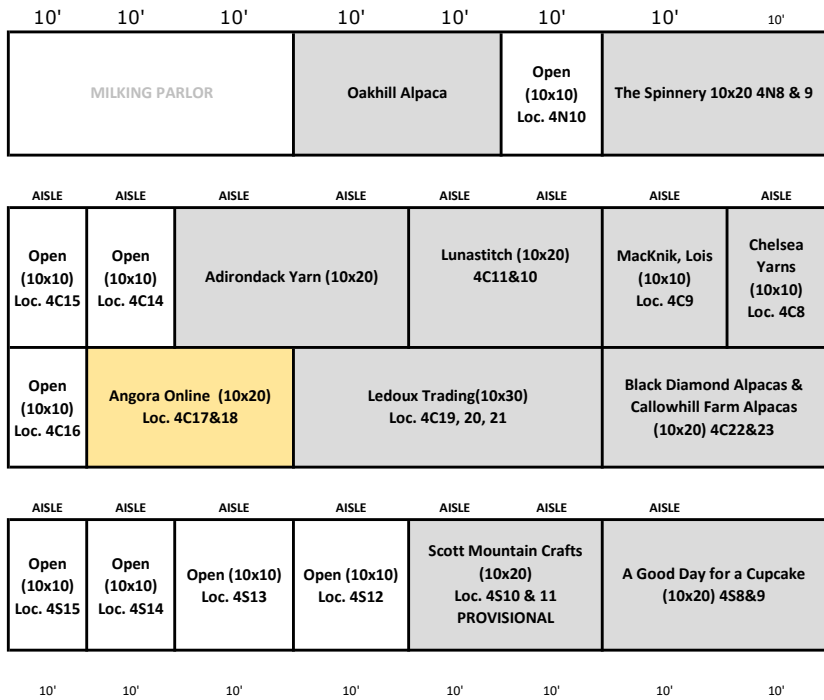 10' 10' 10' 10' 10' 10' 10'
MILKING PARLOR
Oakhill Alpaca
Open
(10x10)
Loc. 4N10
The Spinnery 10x20 4N8 & 9
AISLE AISLE AISLE AISLE AISLE AISLE AISLE AISLE
Open
(10x10)
Loc. 4C15
Open
(10x10)
Loc. 4C14
Adirondack Yarn (10x20)
Lunastitch (10x20)
4C11&10
MacKnik, Lois
(10x10)
Loc. 4C9
Chelsea
Yarns
(10x10)
Loc. 4C8
Open
(10x10)
Loc. 4C16
Angora Online (10x20)
Loc. 4C17&18
Ledoux Trading(10x30)
Loc. 4C19, 20, 21
Black Diamond Alpacas &
Callowhill Farm Alpacas
(10x20) 4C22&23
AISLE AISLE AISLE AISLE AISLE AISLE AISLE
Open
(10x10)
Loc. 4S15
Open
(10x10)
Loc. 4S14
Open (10x10)
Loc. 4S13
Open (10x10)
Loc. 4S12
Scott Mountain Crafts
(10x20)
Loc. 4S10 & 11
PROVISIONAL
A Good Day for a Cupcake
(10x20) 4S8&9
10' 10' 10' 10' 10' 10' 10' 10'